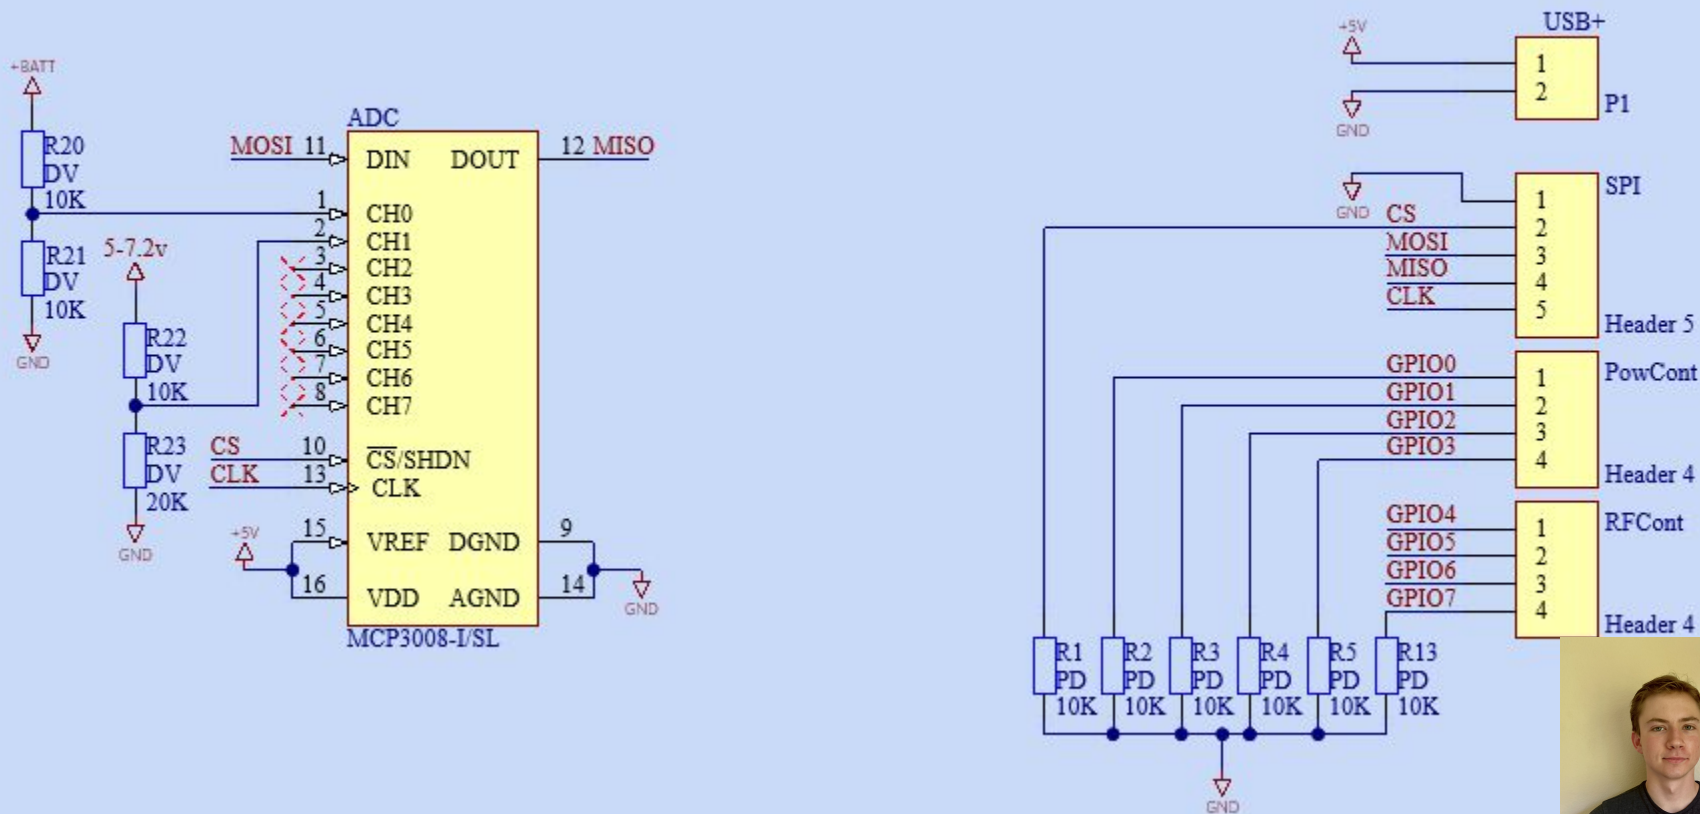 +BATT
R20
DV
10K
R21
DV
10K
GND
5-7.2v
R22
DV
10K
R23
DV
20K
GND
ADC
MOSI 11 DIN DOUT 12 MISO
1 CH0
2 CH1
3 CH2
4 CH3
5 CH4
6 CH5
7 CH6
8 CH7
CS 10 CS/SHDN
CLK 13 CLK
+5V
15 VREF DGND 9
16 VDD AGND 14
GND
MCP3008-I/SL
USB+
+5V
1
2
P1
GND
SPI
GND
1
CS 2
MOSI 3
MISO 4
CLK 5
Header 5
PowCont
GPIO0 1
GPIO1 2
GPIO2 3
GPIO3 4
Header 4
RFCont
GPIO4 1
GPIO5 2
GPIO6 3
GPIO7 4
Header 4
R1 R2 R3 R4 R5 R13
PD PD PD PD PD PD
10K 10K 10K 10K 10K 10K
GND